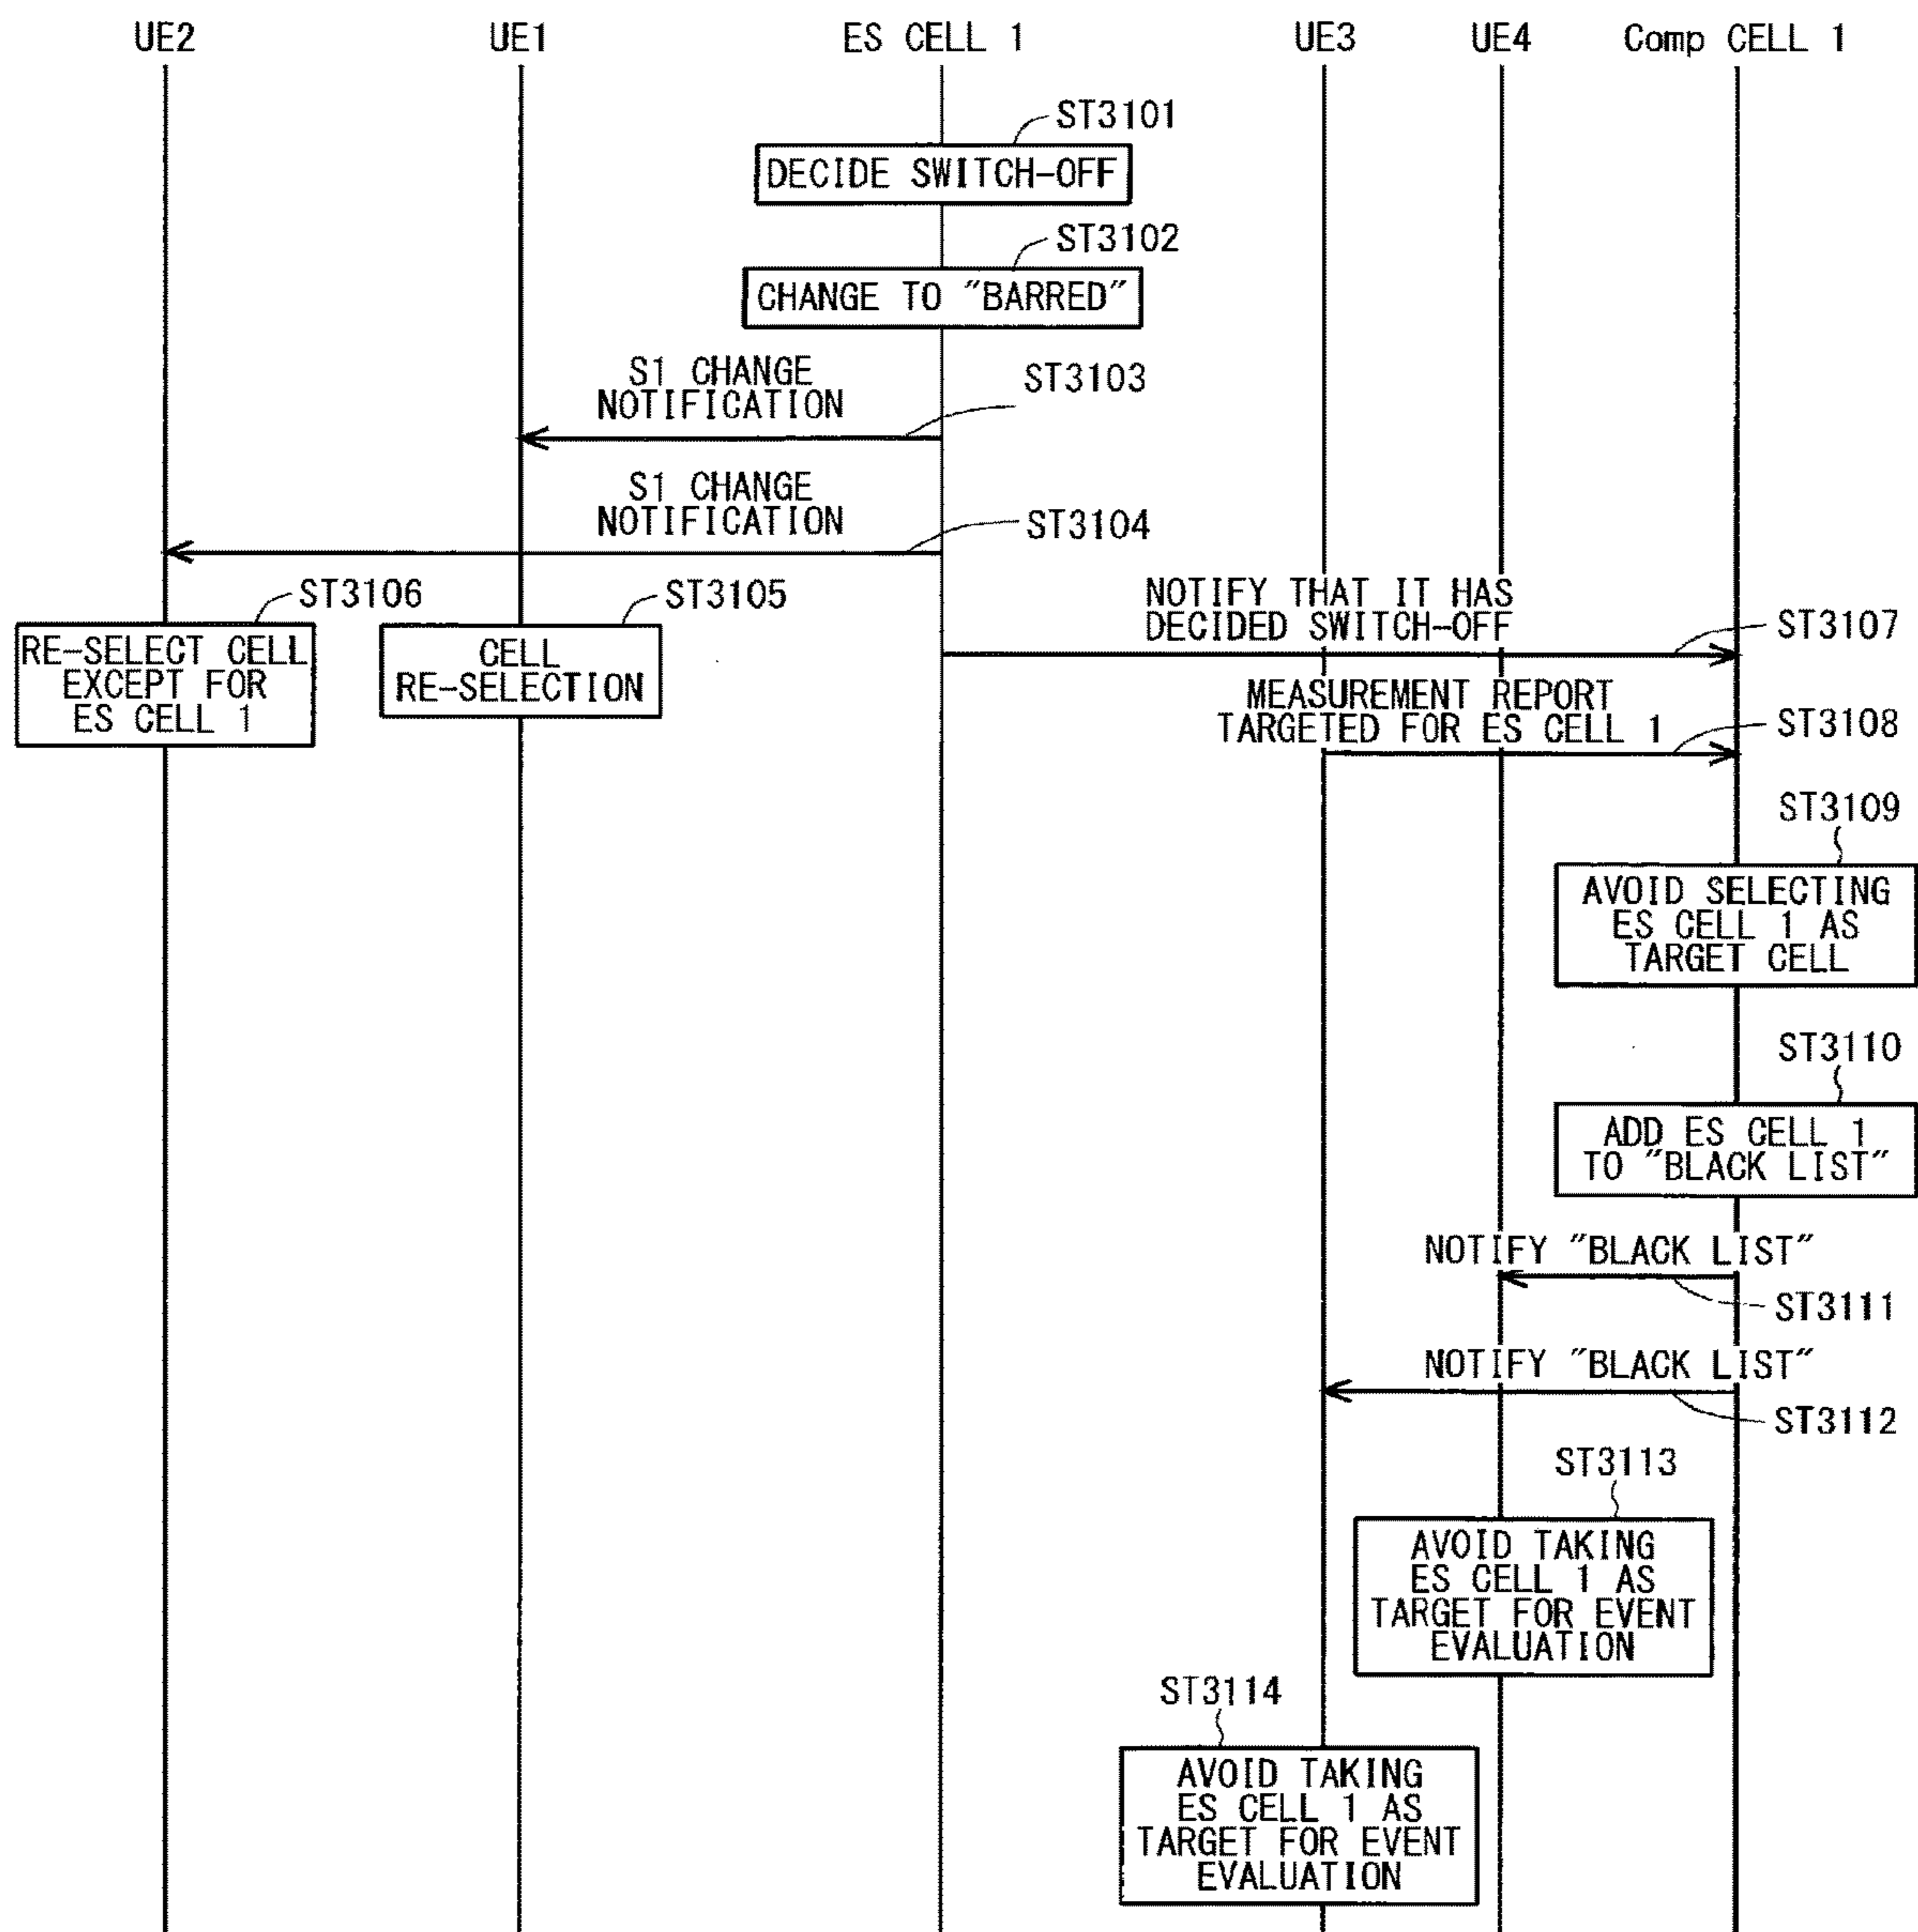 UE2 UE1 ES CELL 1 UE3 UE4 Comp CELL 1
ST3101
DECIDE SWITCH-OFF
ST3102
CHANGE TO "BARRED"
S1 CHANGE
NOTIFICATION
ST3103
S1 CHANGE
NOTIFICATION
ST3104
ST3106
RE-SELECT CELL
EXCEPT FOR
ES CELL 1
ST3105
CELL
RE-SELECTION
NOTIFY THAT IT HAS
DECIDED SWITCH-OFF
ST3107
MEASUREMENT REPORT
TARGETED FOR ES CELL 1
ST3108
ST3109
AVOID SELECTING
ES CELL 1 AS
TARGET CELL
ST3110
ADD ES CELL 1
TO "BLACK LIST"
NOTIFY "BLACK LIST"
ST3111
NOTIFY "BLACK LIST"
ST3112
ST3113
AVOID TAKING
ES CELL 1 AS
TARGET FOR EVENT
EVALUATION
ST3114
AVOID TAKING
ES CELL 1 AS
TARGET FOR EVENT
EVALUATION